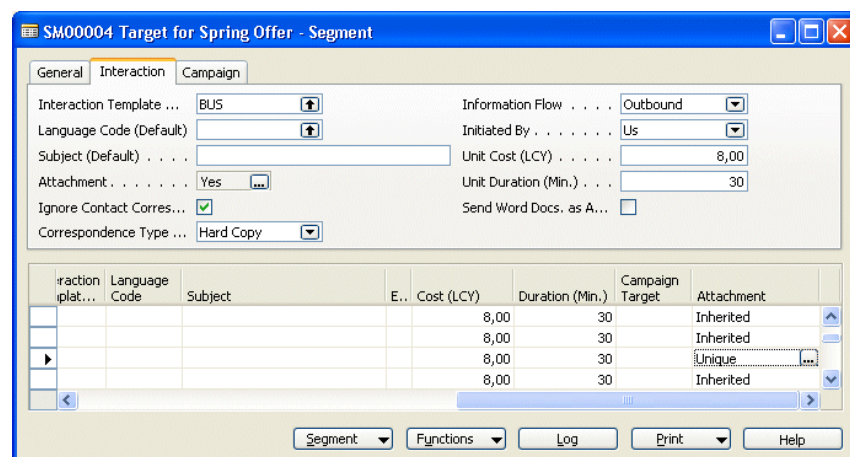 SM00004 Target for Spring Offer - Segment
General Interaction Campaign
Interaction Template ... BUS Information Flow . . . . Outbound
Language Code (Default) Initiated By . . . . . . . Us
Subject (Default) . . . . Unit Cost (LCY) . . . . . 8,00
Attachment. . . . . . . Yes ... Unit Duration (Min.) . . . 30
Ignore Contact Corres... Send Word Docs. as A...
Correspondence Type ... Hard Copy
raction Language Campaign
plat... Code Subject E.. Cost (LCY) Duration (Min.) Target Attachment
8,00 30 Inherited
8,00 30 Inherited
8,00 30 Unique ...
8,00 30 Inherited
Segment Functions Log Print Help